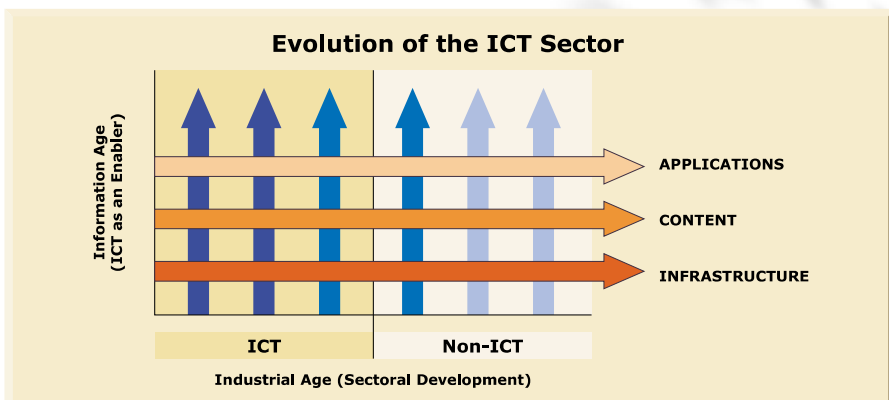 Evolution of the ICT Sector
Information Age
(ICT as an Enabler)
APPLICATIONS
CONTENT
INFRASTRUCTURE
ICT
Non-ICT
Industrial Age (Sectoral Development)